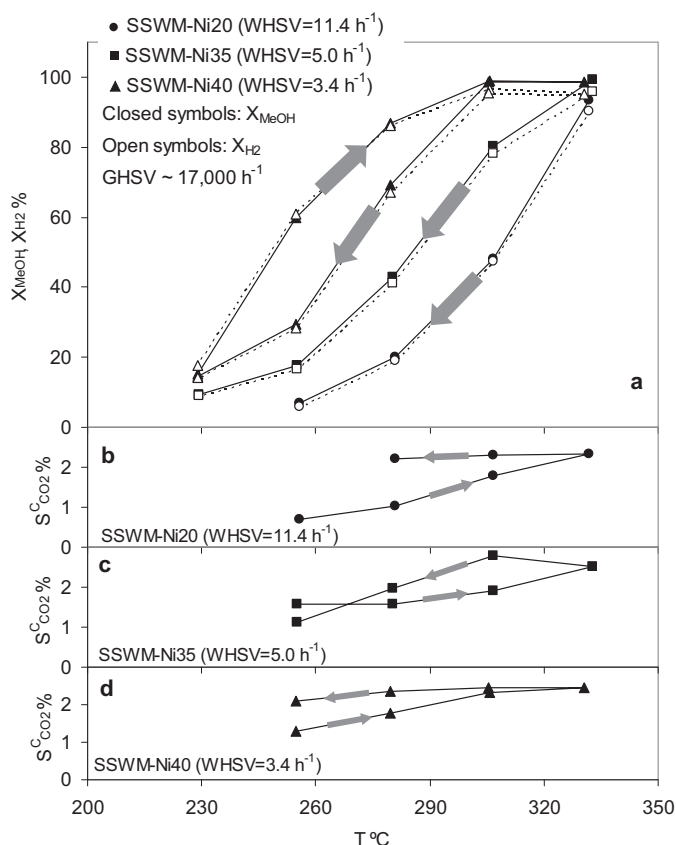 SSWM-Ni20 (WHSV=11.4 h-1)
SSWM-Ni35 (WHSV=5.0 h-1)
SSWM-Ni40 (WHSV=3.4 h-1)
Closed symbols: XMeOH
Open symbols: XH2
GHSV ~ 17,000 h-1
100
80
60
40
20
0
XMeOH, XH2 %
a
b
2
1
0
SCCO2 %
SSWM-Ni20 (WHSV=11.4 h-1)
c
2
1
0
SCCO2 %
SSWM-Ni35 (WHSV=5.0 h-1)
d
2
1
0
SCCO2 %
SSWM-Ni40 (WHSV=3.4 h-1)
200 230 260 290 320 350
T ºC